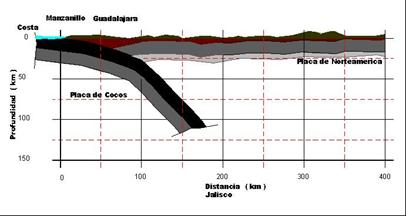 Manzanillo Guadalajara
Costa
0
50
100
150
Profundidad ( km )
Placa de Norteamerica
Placa de Cocos
0 100 200 300 400
Distancia ( km )
Jalisco